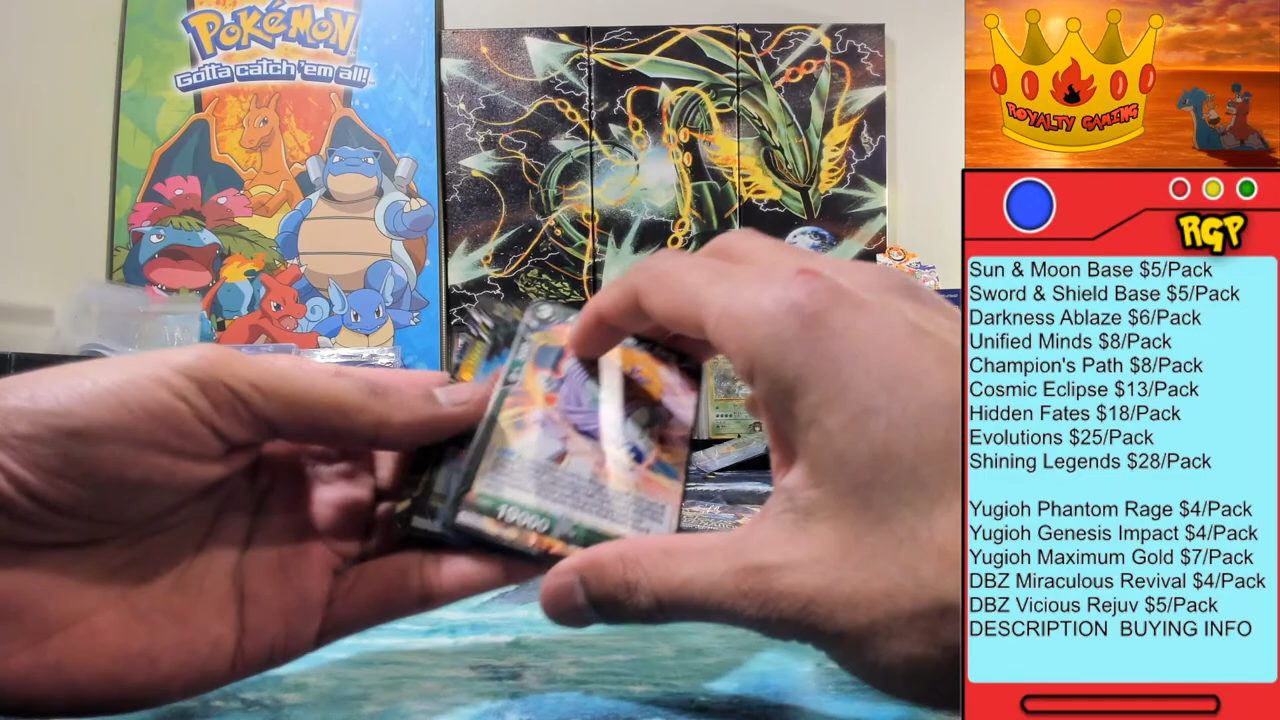 POKéMON
Gotta catch 'em all!
ROYALTY GAMING
RGP
Sun & Moon Base $5/Pack
Sword & Shield Base $5/Pack
Darkness Ablaze $6/Pack
Unified Minds $8/Pack
Champion's Path $8/Pack
Cosmic Eclipse $13/Pack
Hidden Fates $18/Pack
Evolutions $25/Pack
Shining Legends $28/Pack
Yugioh Phantom Rage $4/Pack
Yugioh Genesis Impact $4/Pack
Yugioh Maximum Gold $7/Pack
DBZ Miraculous Revival $4/Pack
DBZ Vicious Rejuv $5/Pack
DESCRIPTION BUYING INFO